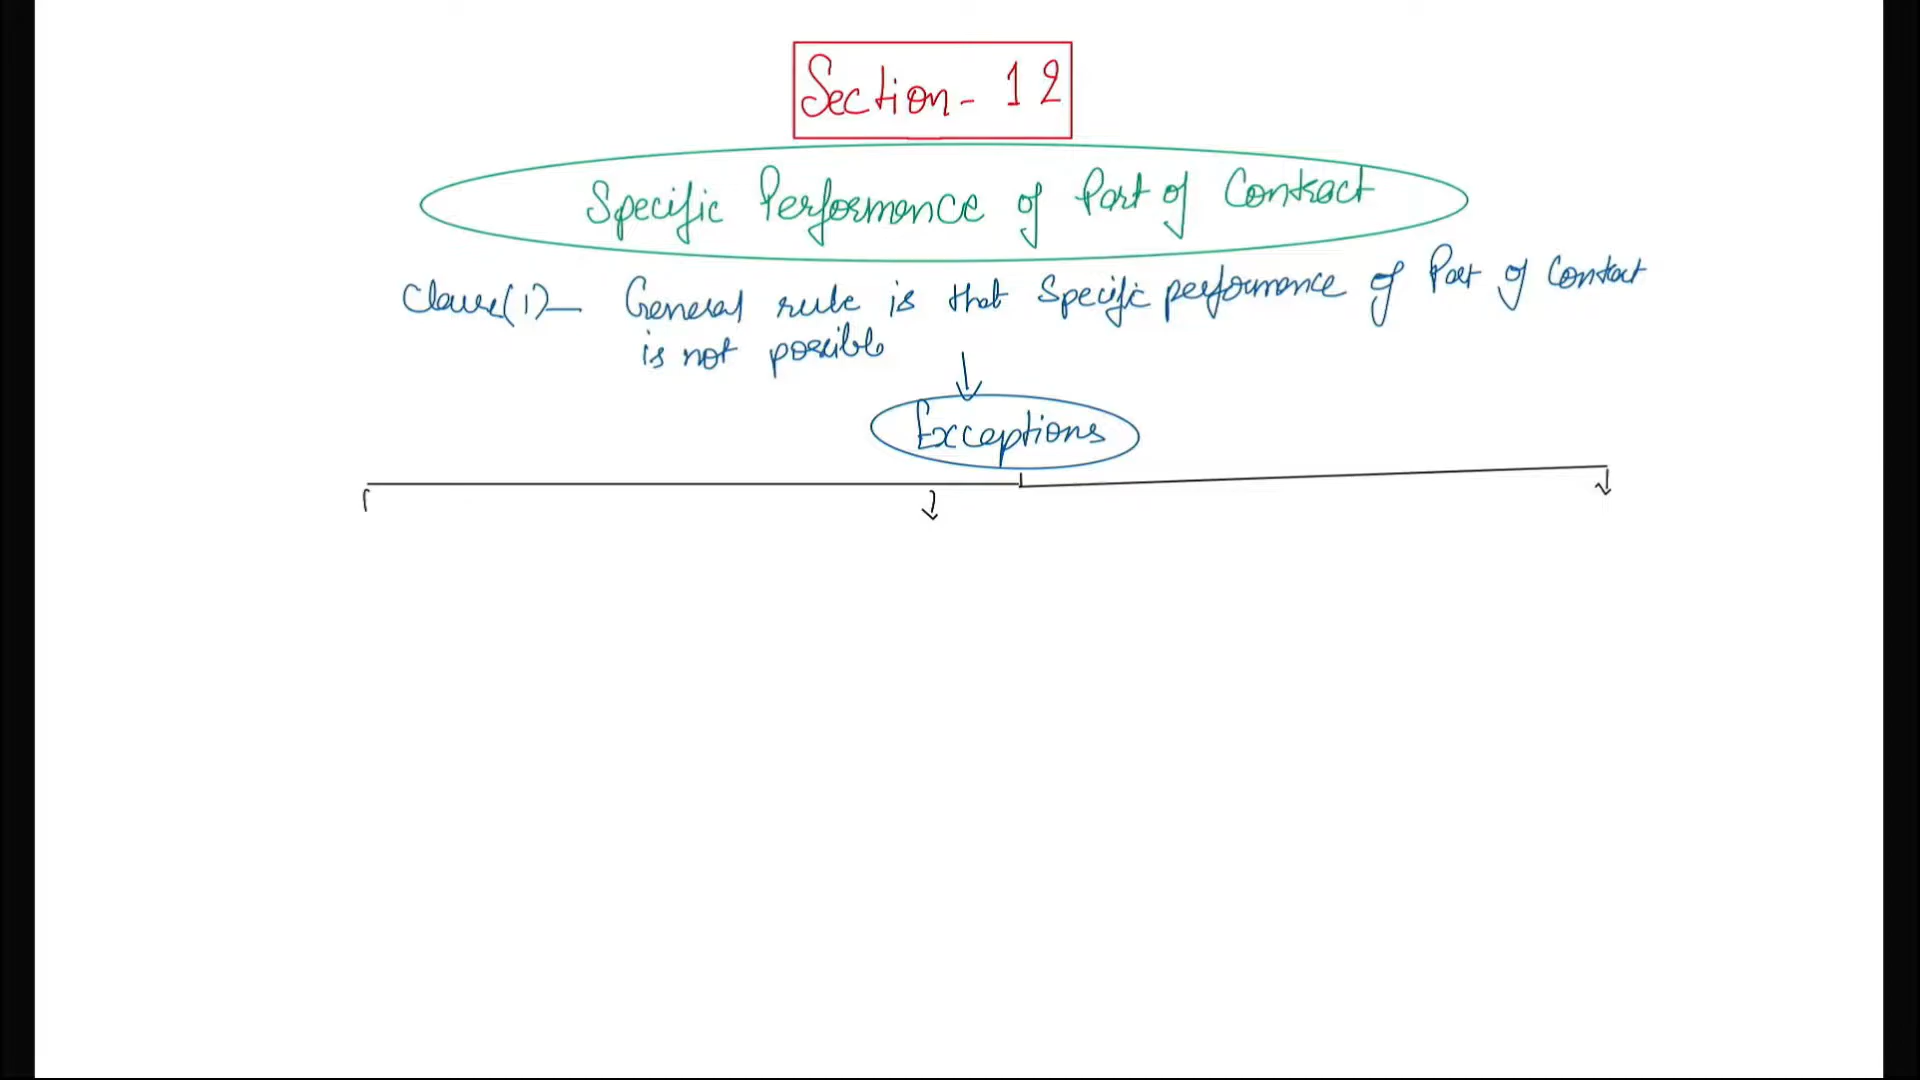 Section - 12
Specific Performance of Part of Contract
Clause(1) - General rule is that Specific performance of Part of Contact
is not possible
Exceptions